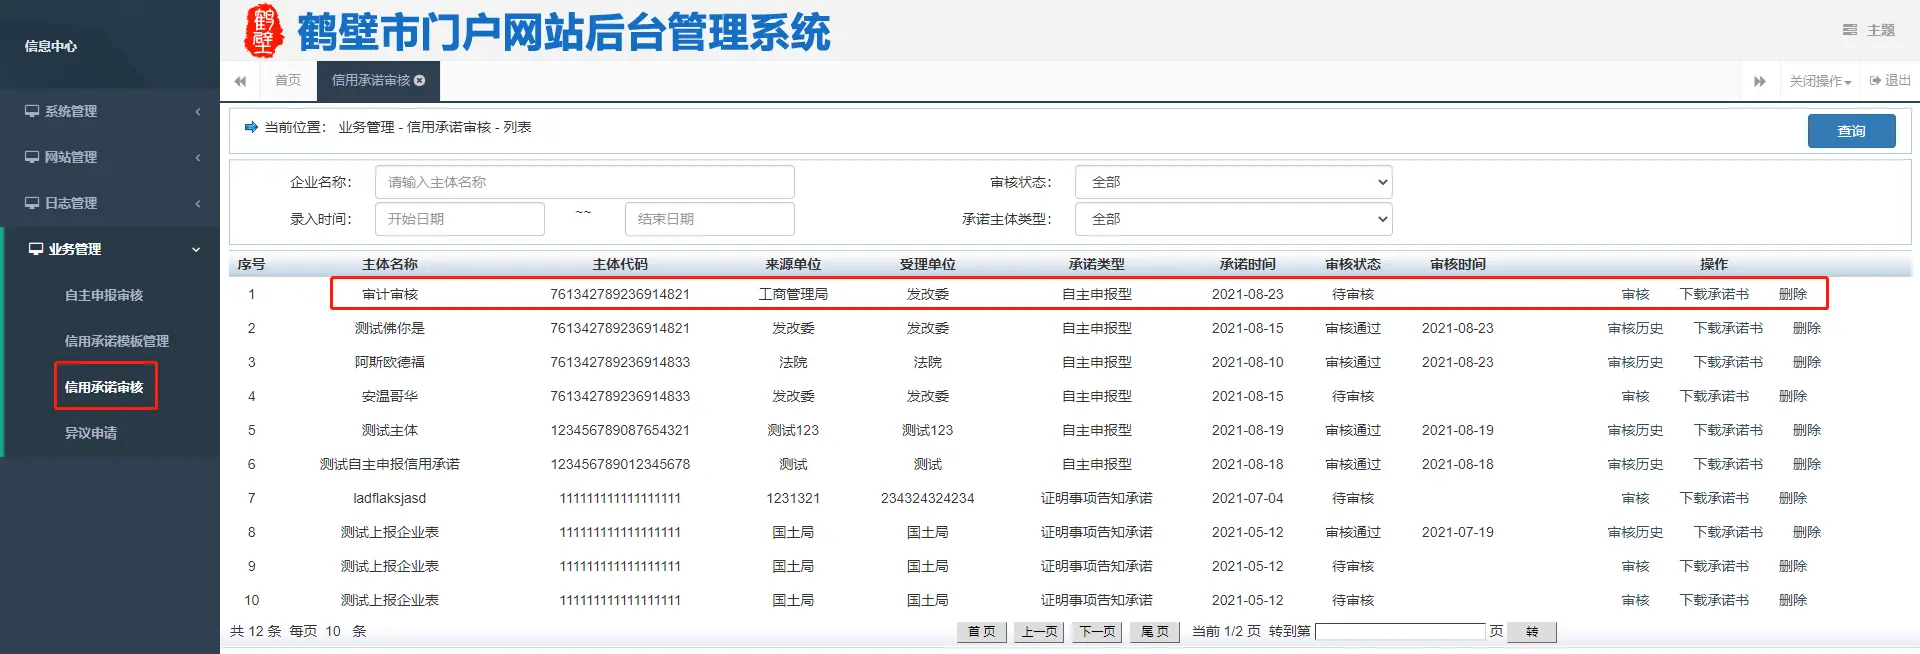 信息中心
系统管理
网站管理
日志管理
业务管理
自主申报审核
信用承诺模板管理
信用承诺审核
异议申请
鹤壁 鹤壁市门户网站后台管理系统
主题
首页 信用承诺审核 关闭操作 退出
当前位置： 业务管理 - 信用承诺审核 - 列表 查询
企业名称： 请输入主体名称 审核状态： 全部
录入时间： 开始日期 ~~ 结束日期 承诺主体类型： 全部
序号 主体名称 主体代码 来源单位 受理单位 承诺类型 承诺时间 审核状态 审核时间 操作
1 审计审核 761342789236914821 工商管理局 发改委 自主申报型 2021-08-23 待审核 审核 下载承诺书 删除
2 测试佛你是 761342789236914821 发改委 发改委 自主申报型 2021-08-15 审核通过 2021-08-23 审核历史 下载承诺书 删除
3 阿斯欧德福 761342789236914833 法院 法院 自主申报型 2021-08-10 审核通过 2021-08-23 审核历史 下载承诺书 删除
4 安温哥华 761342789236914833 发改委 发改委 自主申报型 2021-08-15 待审核 审核 下载承诺书 删除
5 测试主体 123456789087654321 测试123 测试123 自主申报型 2021-08-19 审核通过 2021-08-19 审核历史 下载承诺书 删除
6 测试自主申报信用承诺 123456789012345678 测试 测试 自主申报型 2021-08-18 审核通过 2021-08-18 审核历史 下载承诺书 删除
7 ladflaksjasd 111111111111111111 1231321 234324324234 证明事项告知承诺 2021-07-04 待审核 审核 下载承诺书 删除
8 测试上报企业表 111111111111111111 国土局 国土局 证明事项告知承诺 2021-05-12 审核通过 2021-07-19 审核历史 下载承诺书 删除
9 测试上报企业表 111111111111111111 国土局 国土局 证明事项告知承诺 2021-05-12 待审核 审核 下载承诺书 删除
10 测试上报企业表 111111111111111111 国土局 国土局 证明事项告知承诺 2021-05-12 待审核 审核 下载承诺书 删除
共 12 条 每页 10 条 首 页 上一页 下一页 尾 页 当前 1/2 页 转到第 页 转